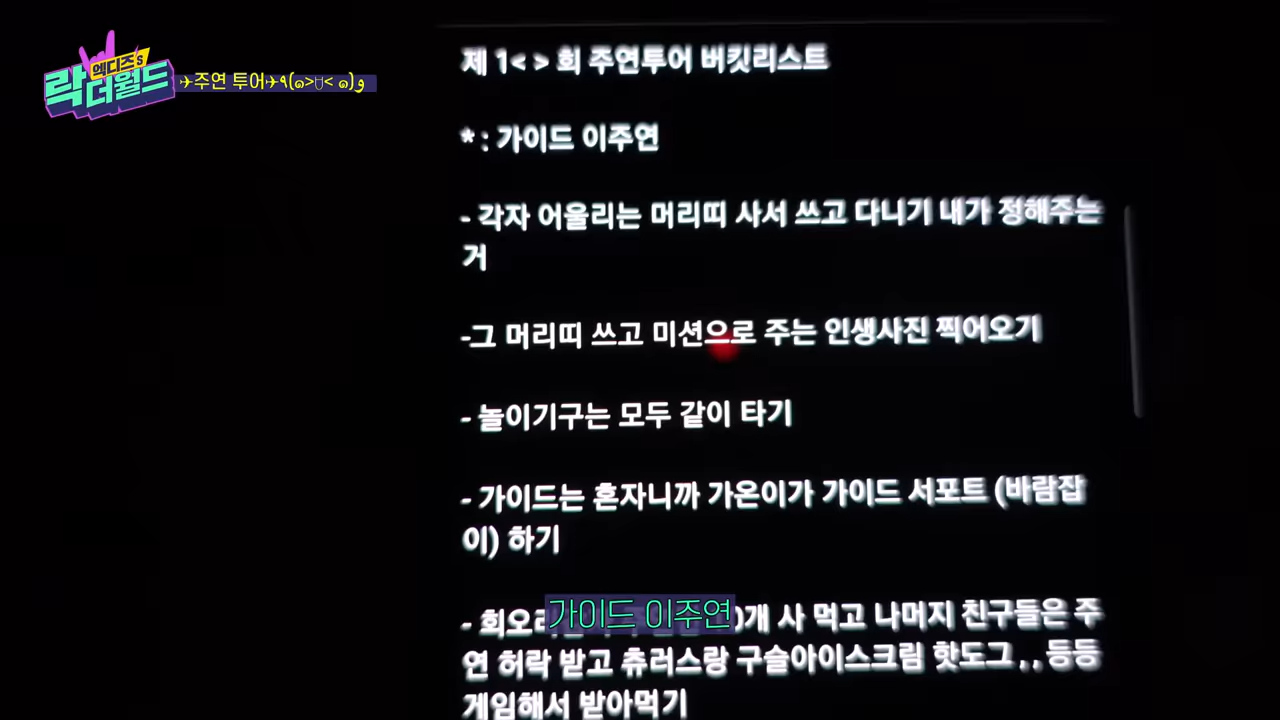 엑디즈's
락
더월드
✈주연 투어✈٩(๑>ᗨ< ๑)و
제 1< > 회 주연투어 버킷리스트
* : 가이드 이주연
- 각자 어울리는 머리띠 사서 쓰고 다니기 내가 정해주는
거
-그 머리띠 쓰고 미션으로 주는 인생사진 찍어오기
- 놀이기구는 모두 같이 타기
- 가이드는 혼자니까 가온이가 가이드 서포트 (바람잡
이) 하기
가이드 이주연
- 사 먹고 나머지 친구들은 주
연 허락 받고 츄러스랑 구슬아이스크림 핫도그 , , 등등
게임해서 받아먹기